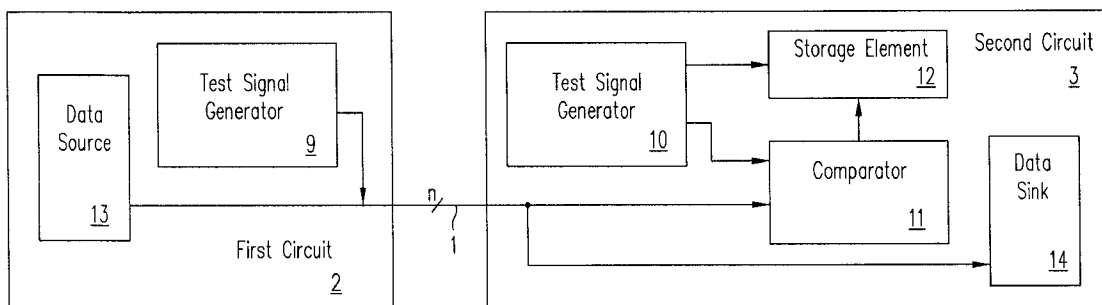 Data
Source
13
Test Signal
Generator
9
First Circuit
2
n
1
Test Signal
Generator
10
Storage Element
12
Second Circuit
3
Comparator
11
Data
Sink
14